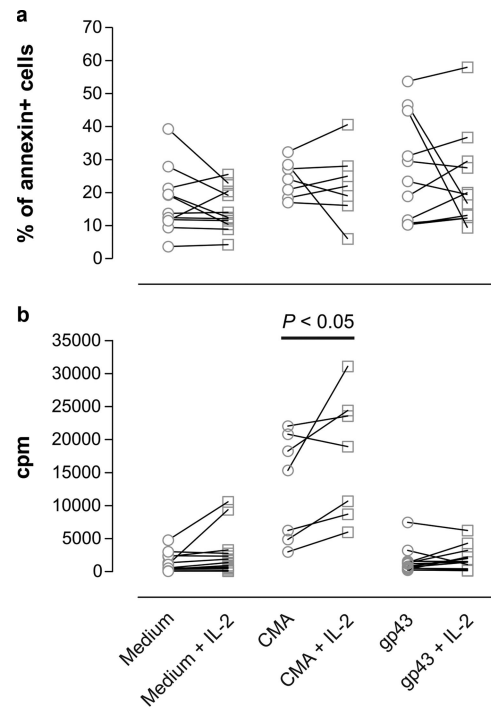 a
% of annexin+ cells
70
60
50
40
30
20
10
0
b
P < 0.05
cpm
35000
30000
25000
20000
15000
10000
5000
0
Medium
Medium + IL-2
CMA
CMA + IL-2
gp43
gp43 + IL-2